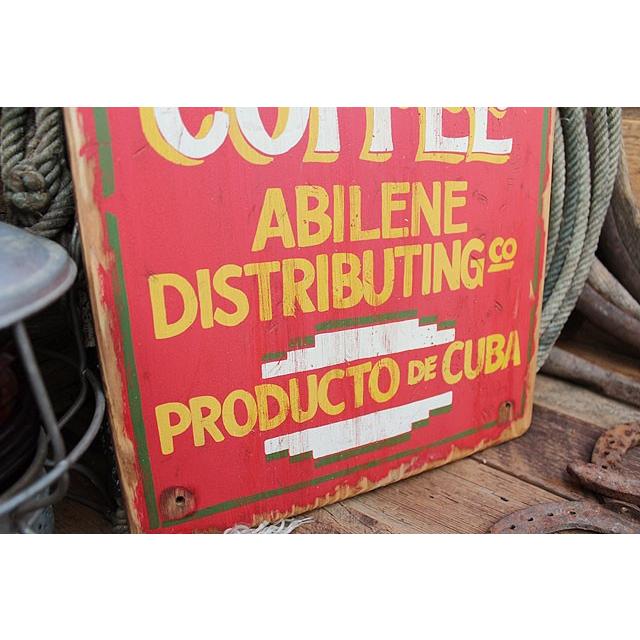 COFFEE
ABILENE
DISTRIBUTING CO
PRODUCTO DE CUBA